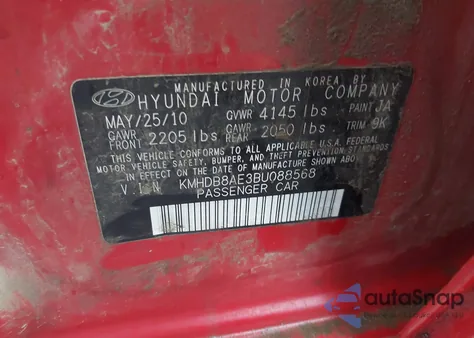 MANUFACTURED IN KOREA BY
HYUNDAI MOTOR COMPANY
MAY/25/10 GVWR 4145 lbs PAINT JA
GAWR FRONT 2205 lbs GAWR REAR 2050 lbs TRIM 9K
THIS VEHICLE CONFORMS TO ALL APPLICABLE U.S.A. FEDERAL
MOTOR VEHICLE SAFETY, BUMPER, AND THEFT PREVENTION STANDARDS
IN EFFECT ON THE DATE OF MANUFACTURE SHOWN ABOVE.
V.I.N KMHDB8AE3BU088568
PASSENGER CAR
autoSnap